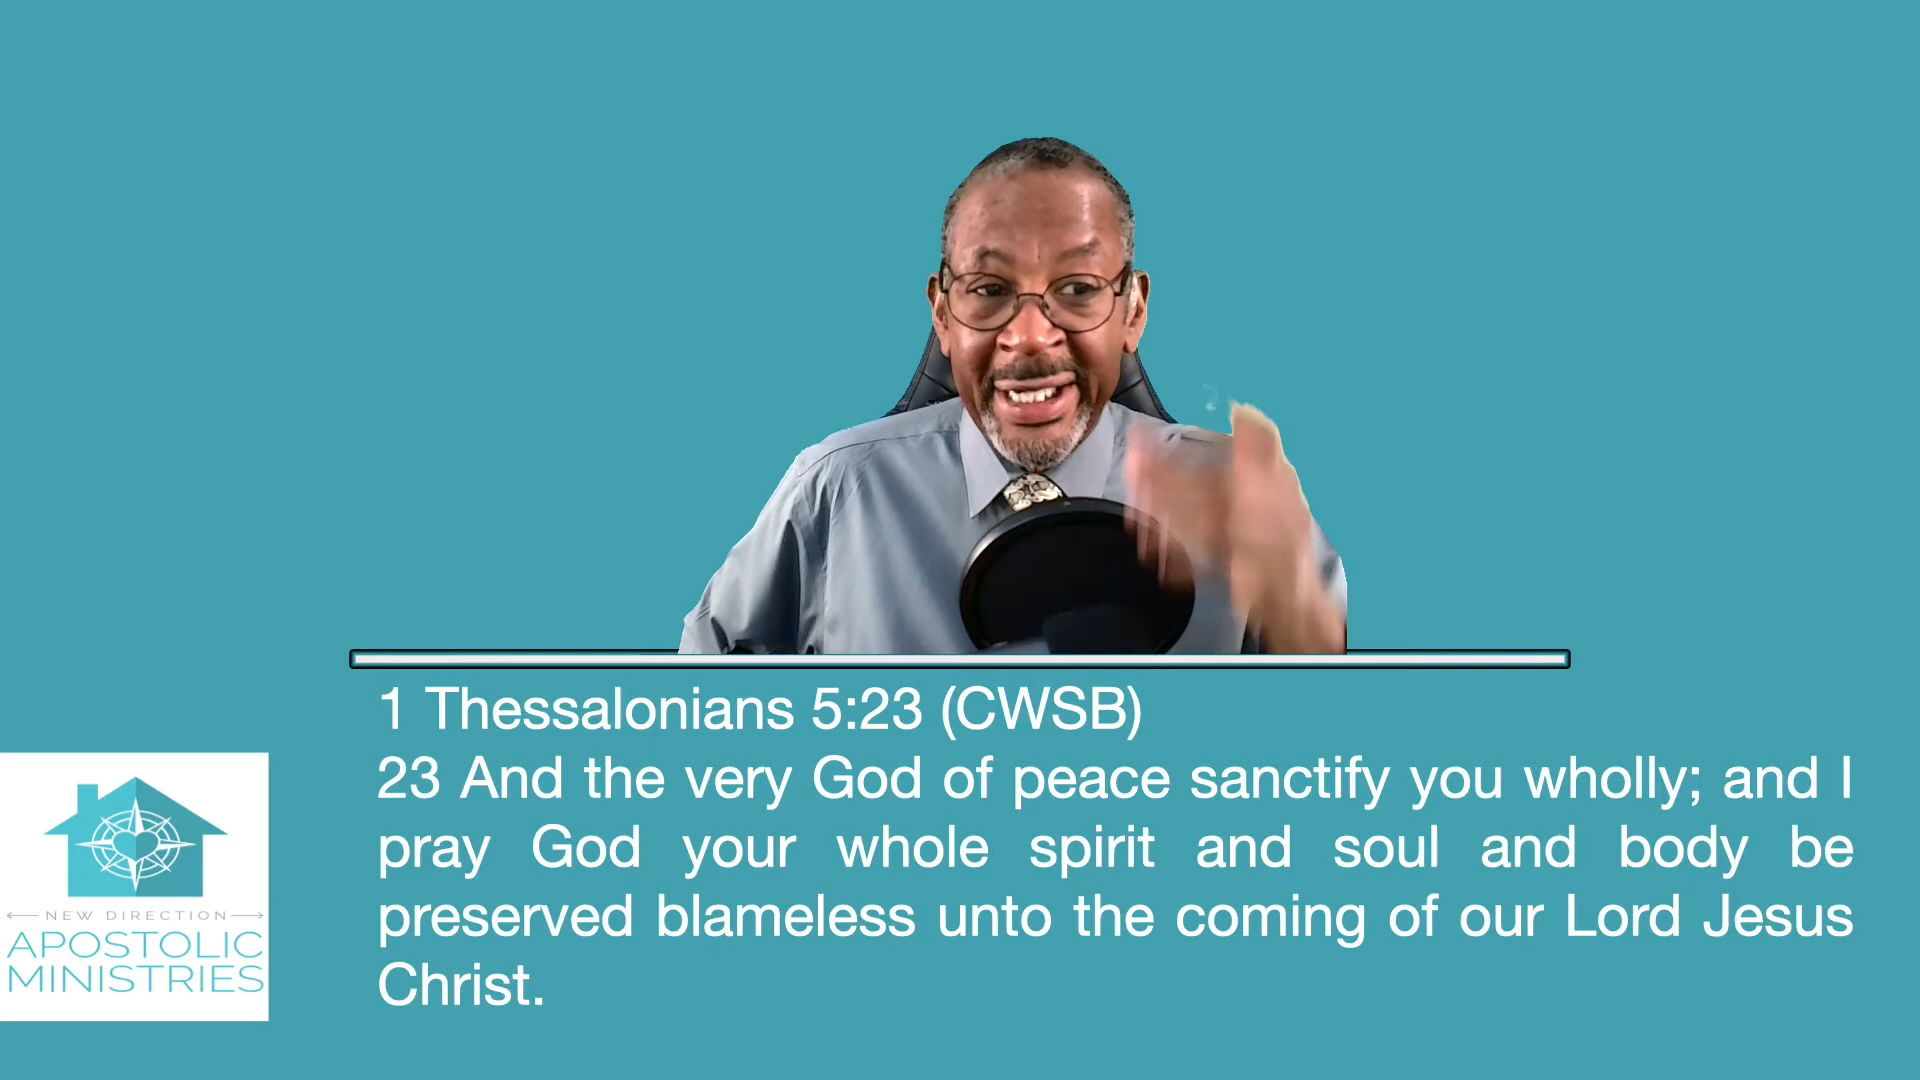 1 Thessalonians 5:23 (CWSB)
23 And the very God of peace sanctify you wholly; and I
pray God your whole spirit and soul and body be
preserved blameless unto the coming of our Lord Jesus
Christ.
NEW DIRECTION
APOSTOLIC
MINISTRIES